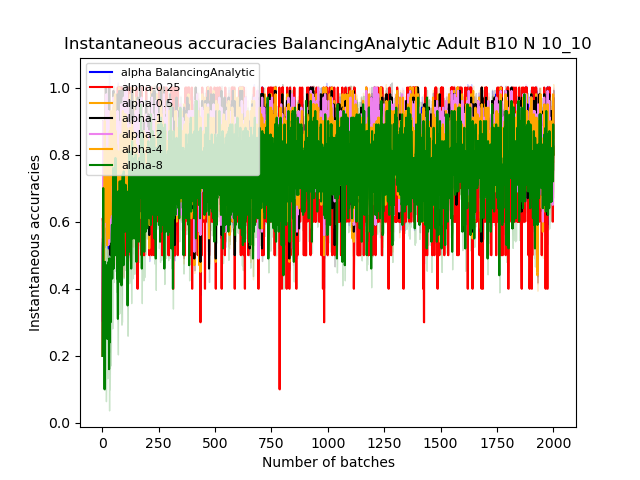 Instantaneous accuracies BalancingAnalytic Adult B10 N 10_10
alpha BalancingAnalytic
alpha-0.25
alpha-0.5
alpha-1
alpha-2
alpha-4
alpha-8
1.0
0.8
0.6
0.4
0.2
0.0
Instantaneous accuracies
0
250
500
750
1000
1250
1500
1750
2000
Number of batches